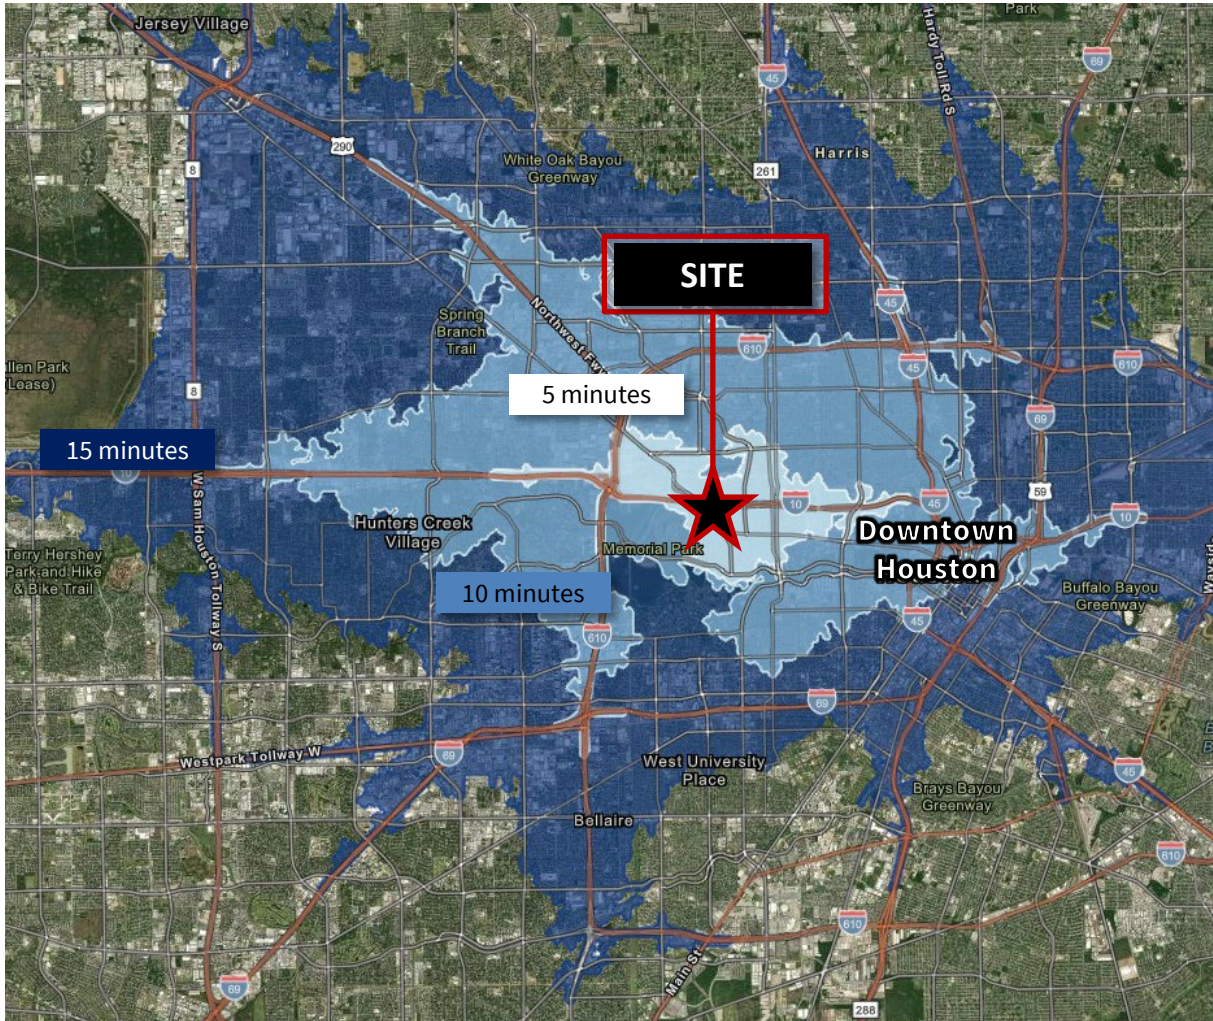 Jersey Village
Park
Hardy Toll Rd S
69
45
290
White Oak Bayou
Greenway
Harris
8
261
SITE
45
Spring
Branch
Trail
Northwest Fwy
610
45
610
llen Park
(Lease)
8
5 minutes
69
15 minutes
10
W Sam Houston Tollway S
59
10
45
10
Hunters Creek
Village
Downtown
Houston
Memorial Park
Terry Hershey
Park and Hike
& Bike Trail
10 minutes
Buffalo Bayou
Greenway
Waysid
45
610
69
Westpark Tollway W
69
West University
Place
45
Brays Bayou
Greenway
Bellaire
610
610
Main St
69
288